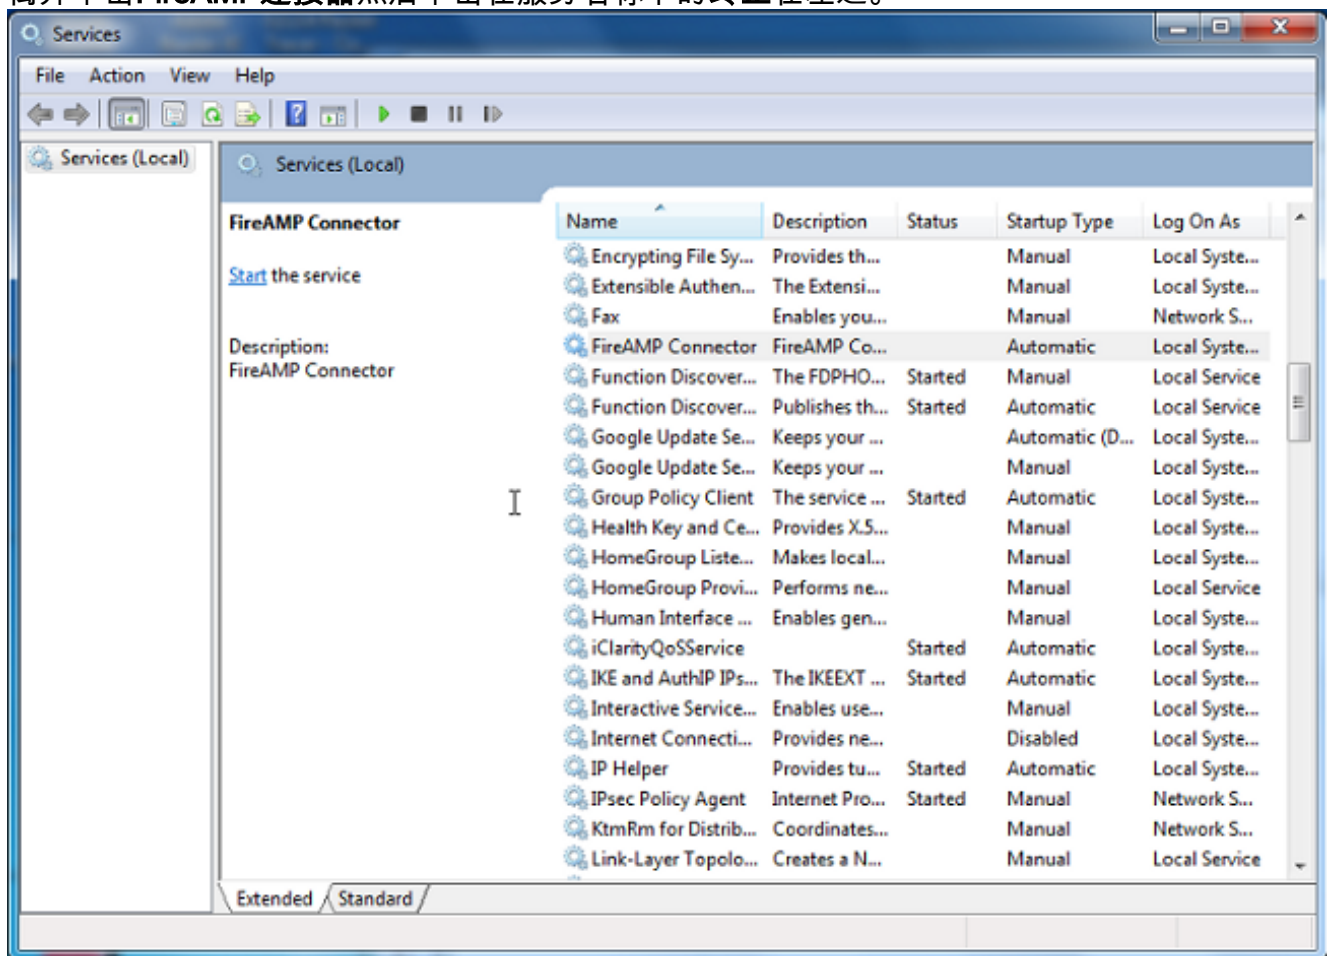 FireAMP
Services
File Action View Help
Services (Local)
Services (Local)
FireAMP Connector
Start the service
Description:
FireAMP Connector
Name Description Status Startup Type Log On As
Encrypting File Sy... Provides th... Manual Local Syste...
Extensible Authen... The Extensi... Manual Local Syste...
Fax Enables you... Manual Network S...
FireAMP Connector FireAMP Co... Automatic Local Syste...
Function Discover... The FDPHO... Started Manual Local Service
Function Discover... Publishes th... Started Automatic Local Service
Google Update Se... Keeps your ... Automatic (D... Local Syste...
Google Update Se... Keeps your ... Manual Local Syste...
Group Policy Client The service ... Started Automatic Local Syste...
Health Key and Ce... Provides X.5... Manual Local Syste...
HomeGroup Liste... Makes local... Manual Local Syste...
HomeGroup Provi... Performs ne... Manual Local Service
Human Interface ... Enables gen... Manual Local Syste...
iClarityQoSService Started Automatic Local Syste...
IKE and AuthIP IPs... The IKEEXT ... Started Automatic Local Syste...
Interactive Service... Enables use... Manual Local Syste...
Internet Connecti... Provides ne... Disabled Local Syste...
IP Helper Provides tu... Started Automatic Local Syste...
IPsec Policy Agent Internet Pro... Started Manual Network S...
KtmRm for Distrib... Coordinates... Manual Network S...
Link-Layer Topolo... Creates a N... Manual Local Service
Extended Standard